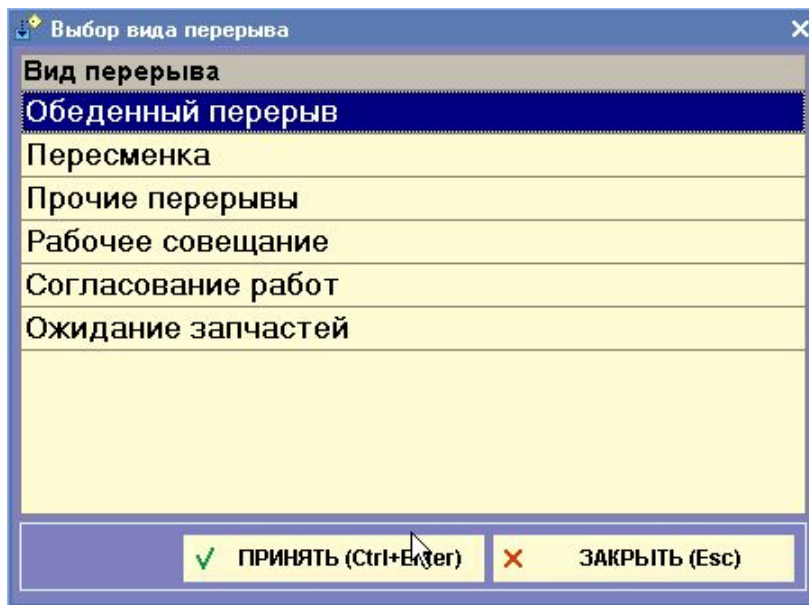 Выбор вида перерыва
Вид перерыва
Обеденный перерыв
Пересменка
Прочие перерывы
Рабочее совещание
Согласование работ
Ожидание запчастей
ПРИНЯТЬ (Ctrl+Enter) ЗАКРЫТЬ (Esc)